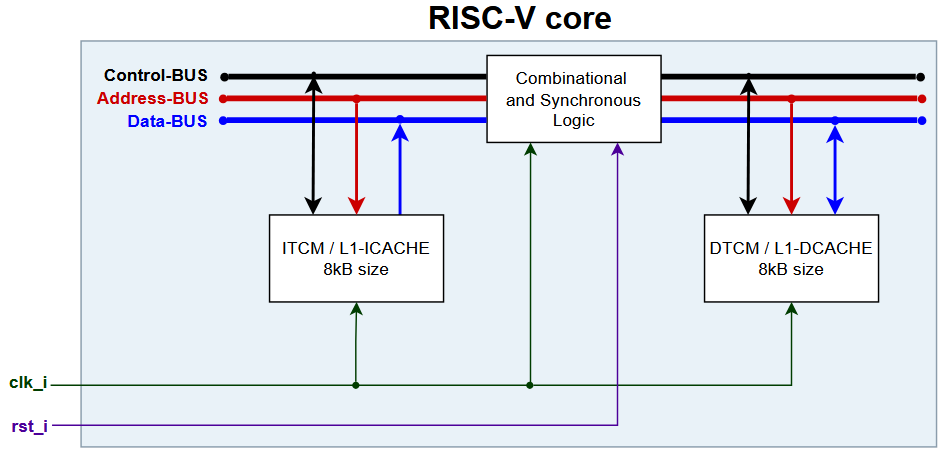 RISC-V core
Control-BUS
Address-BUS
Data-BUS
Combinational
and Synchronous
Logic
ITCM / L1-ICACHE
8kB size
DTCM / L1-DCACHE
8kB size
clk_i
rst_i